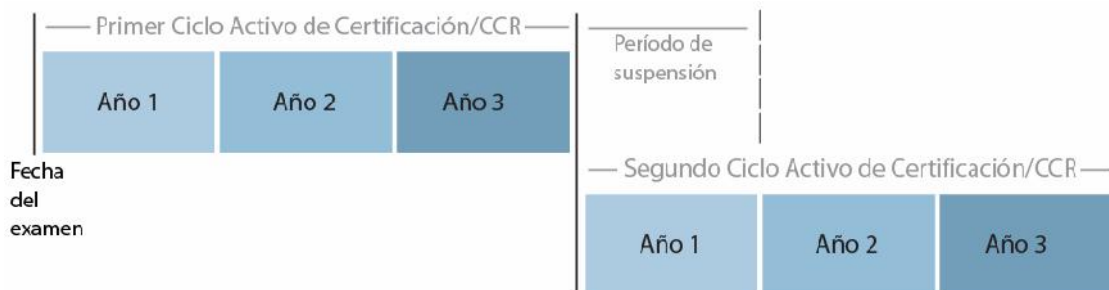 Primer Ciclo Activo de Certificación/CCR
Período de
suspensión
Año 1
Año 2
Año 3
Fecha
del
examen
Segundo Ciclo Activo de Certificación/CCR
Año 1
Año 2
Año 3